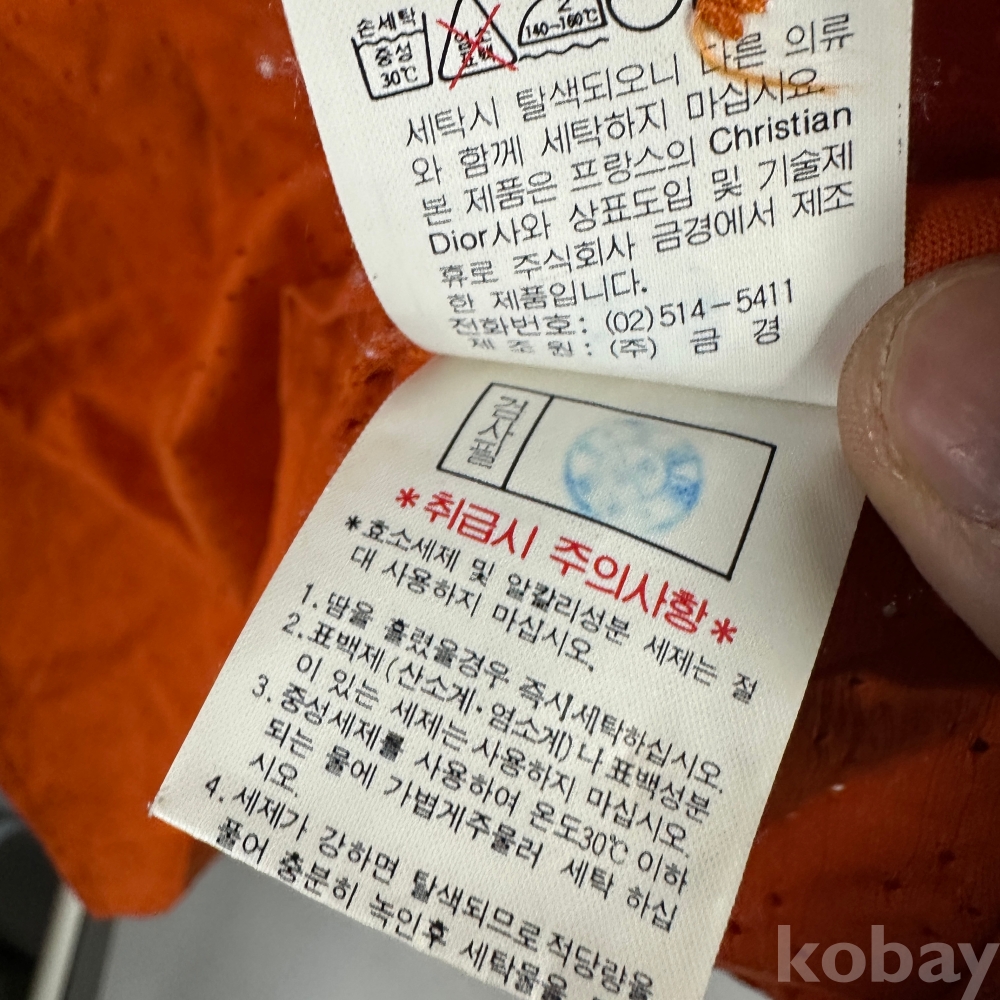 손세탁
중성
30℃
염소
표백
2
140~160℃
세탁시 탈색되오니 다른 의류
와 함께 세탁하지 마십시요.
본 제품은 프랑스의 Christian
Dior사와 상표도입 및 기술제
휴로 주식회사 금경에서 제조
한 제품입니다.
전화번호: (02)514-5411
제조원: (주) 금 경
검사필
*취급시 주의사항*
*효소세제 및 알칼리성분 세제는 절
대 사용하지 마십시오.
1. 땀을 흘렸을경우 즉시세탁하십시오.
2. 표백제(산소계·염소계)나 표백성분
이 있는 세제는 사용하지 마십시오.
3. 중성세제를 사용하여 온도30℃ 이하
되는 물에 가볍게주물러 세탁 하십
시오.
4. 세제가 강하면 탈색되므로 적당량을
풀어 충분히 녹인후 세탁물을
kobay